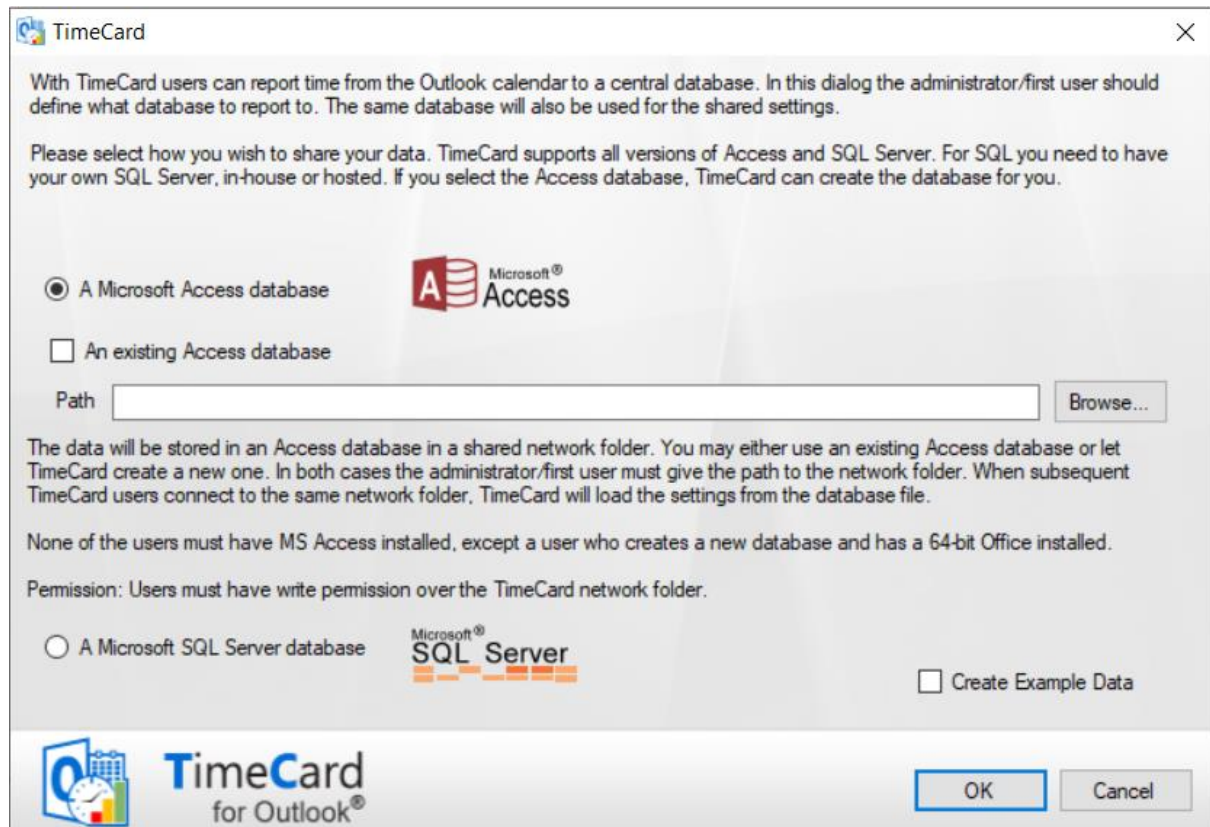 TimeCard
With TimeCard users can report time from the Outlook calendar to a central database. In this dialog the administrator/first user should
define what database to report to. The same database will also be used for the shared settings.
Please select how you wish to share your data. TimeCard supports all versions of Access and SQL Server. For SQL you need to have
your own SQL Server, in-house or hosted. If you select the Access database, TimeCard can create the database for you.
A Microsoft Access database
A
Microsoft®
Access
An existing Access database
Path
Browse...
The data will be stored in an Access database in a shared network folder. You may either use an existing Access database or let
TimeCard create a new one. In both cases the administrator/first user must give the path to the network folder. When subsequent
TimeCard users connect to the same network folder, TimeCard will load the settings from the database file.
None of the users must have MS Access installed, except a user who creates a new database and has a 64-bit Office installed.
Permission: Users must have write permission over the TimeCard network folder.
A Microsoft SQL Server database
Microsoft®
SQL Server
Create Example Data
TimeCard
for Outlook®
OK
Cancel